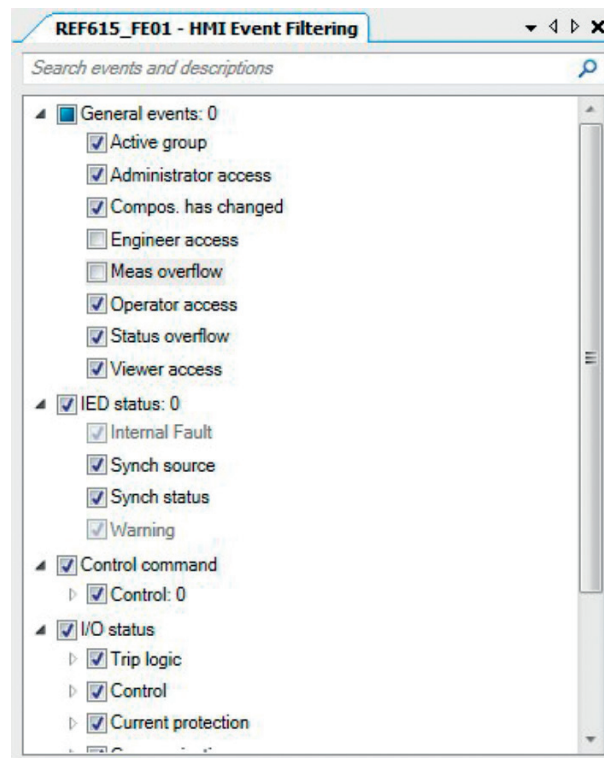 REF615_FE01 - HMI Event Filtering
Search events and descriptions
General events: 0
Active group
Administrator access
Compos. has changed
Engineer access
Meas overflow
Operator access
Status overflow
Viewer access
IED status: 0
Internal Fault
Synch source
Synch status
Warning
Control command
Control: 0
I/O status
Trip logic
Control
Current protection